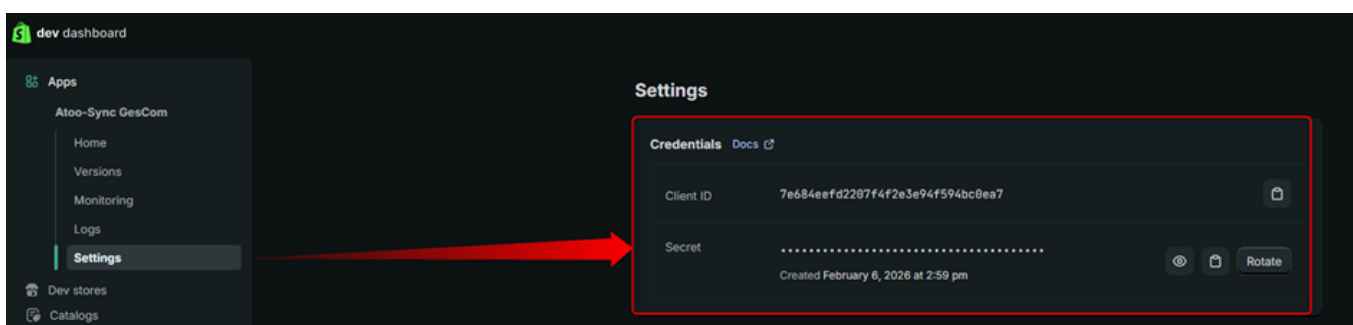 dev dashboard
Apps
Atoo-Sync GesCom
Home
Versions
Monitoring
Logs
Settings
Dev stores
Catalogs
Settings
Credentials Docs
Client ID 7e684eefd2207f4f2e3e94f594bc0ea7
Secret ••••••••••••••••••••••••••••••••••••••
Created February 6, 2026 at 2:59 pm
Rotate